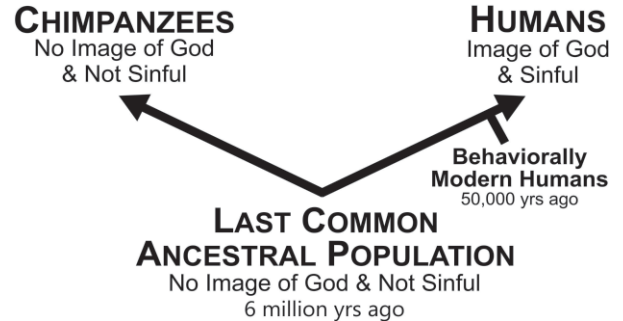 CHIMPANZEES
No Image of God
& Not Sinful
HUMANS
Image of God
& Sinful
Behaviorally
Modern Humans
50,000 yrs ago
LAST COMMON
ANCESTRAL POPULATION
No Image of God & Not Sinful
6 million yrs ago